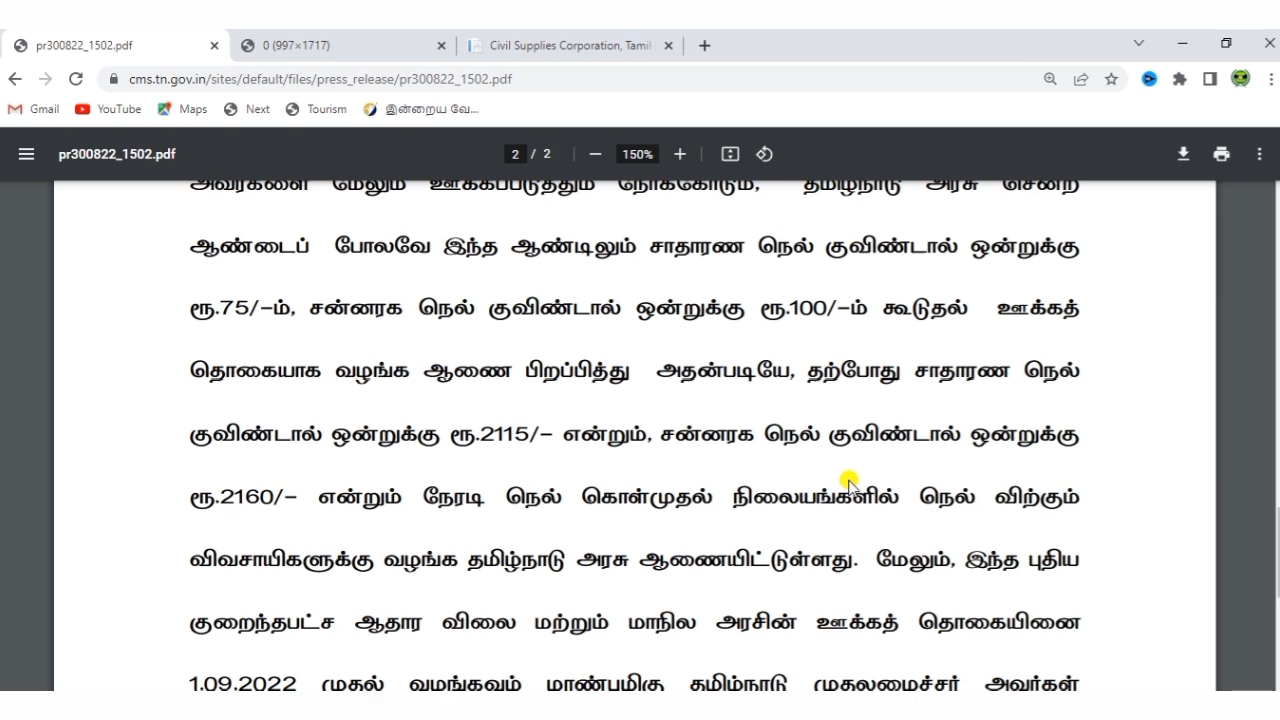 pr300822_1502.pdf
0 (997×1717)
Civil Supplies Corporation, Tamil
cms.tn.gov.in/sites/default/files/press_release/pr300822_1502.pdf
Gmail YouTube Maps Next Tourism இன்றைய வே...
pr300822_1502.pdf 2 / 2 150%
அவர்களை மேலும் ஊக்கப்படுத்தும் நோக்கோடும், தமிழ்நாடு அரசு சென்ற
ஆண்டைப் போலவே இந்த ஆண்டிலும் சாதாரண நெல் குவிண்டால் ஒன்றுக்கு
ரூ.75/-ம், சன்னரக நெல் குவிண்டால் ஒன்றுக்கு ரூ.100/-ம் கூடுதல் ஊக்கத்
தொகையாக வழங்க ஆணை பிறப்பித்து அதன்படியே, தற்போது சாதாரண நெல்
குவிண்டால் ஒன்றுக்கு ரூ.2115/- என்றும், சன்னரக நெல் குவிண்டால் ஒன்றுக்கு
ரூ.2160/- என்றும் நேரடி நெல் கொள்முதல் நிலையங்களில் நெல் விற்கும்
விவசாயிகளுக்கு வழங்க தமிழ்நாடு அரசு ஆணையிட்டுள்ளது. மேலும், இந்த புதிய
குறைந்தபட்ச ஆதார விலை மற்றும் மாநில அரசின் ஊக்கத் தொகையினை
1.09.2022 முதல் வழங்கவும் மாண்புமிகு தமிழ்நாடு முதலமைச்சர் அவர்கள்